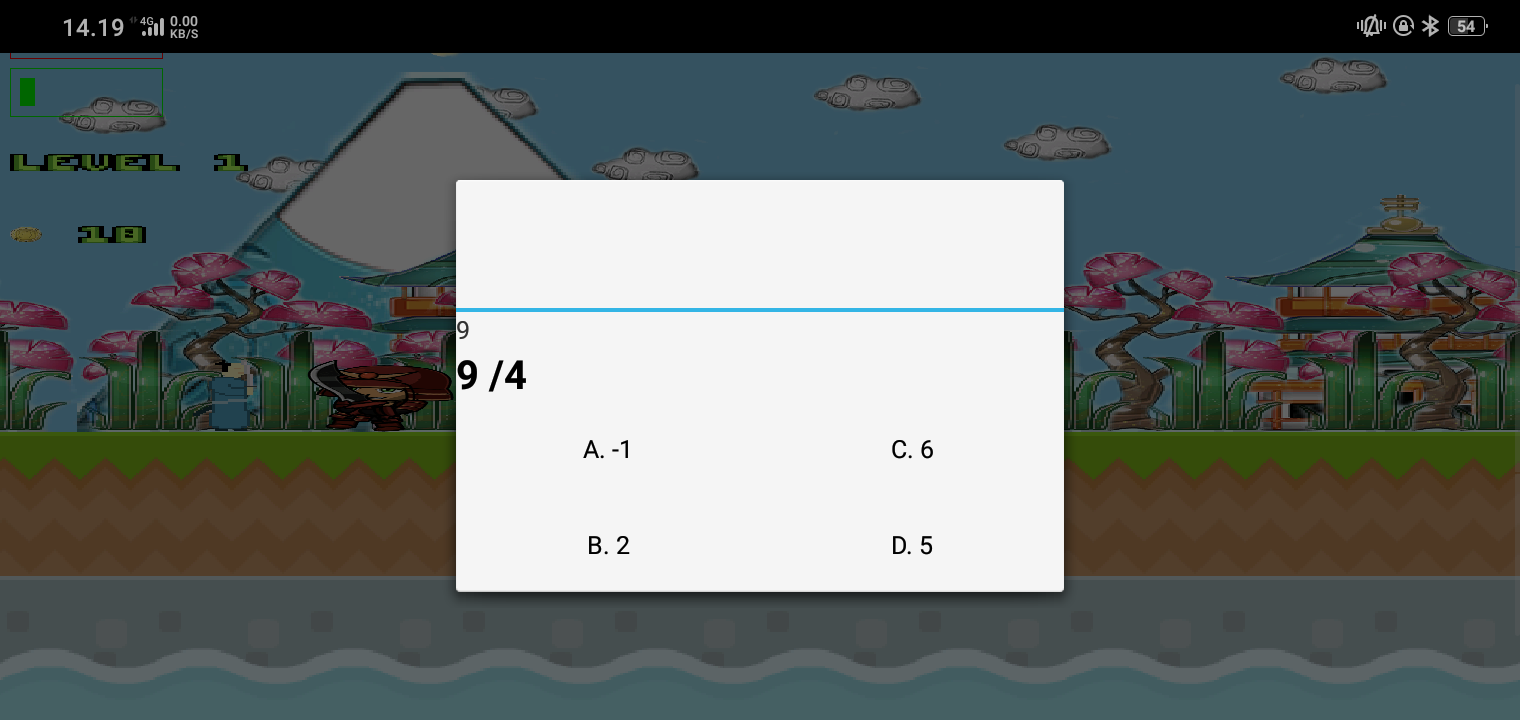 14.19 4G 0.00 KB/S 54
LEVEL 1
10
9
9 /4
A. -1 C. 6
B. 2 D. 5